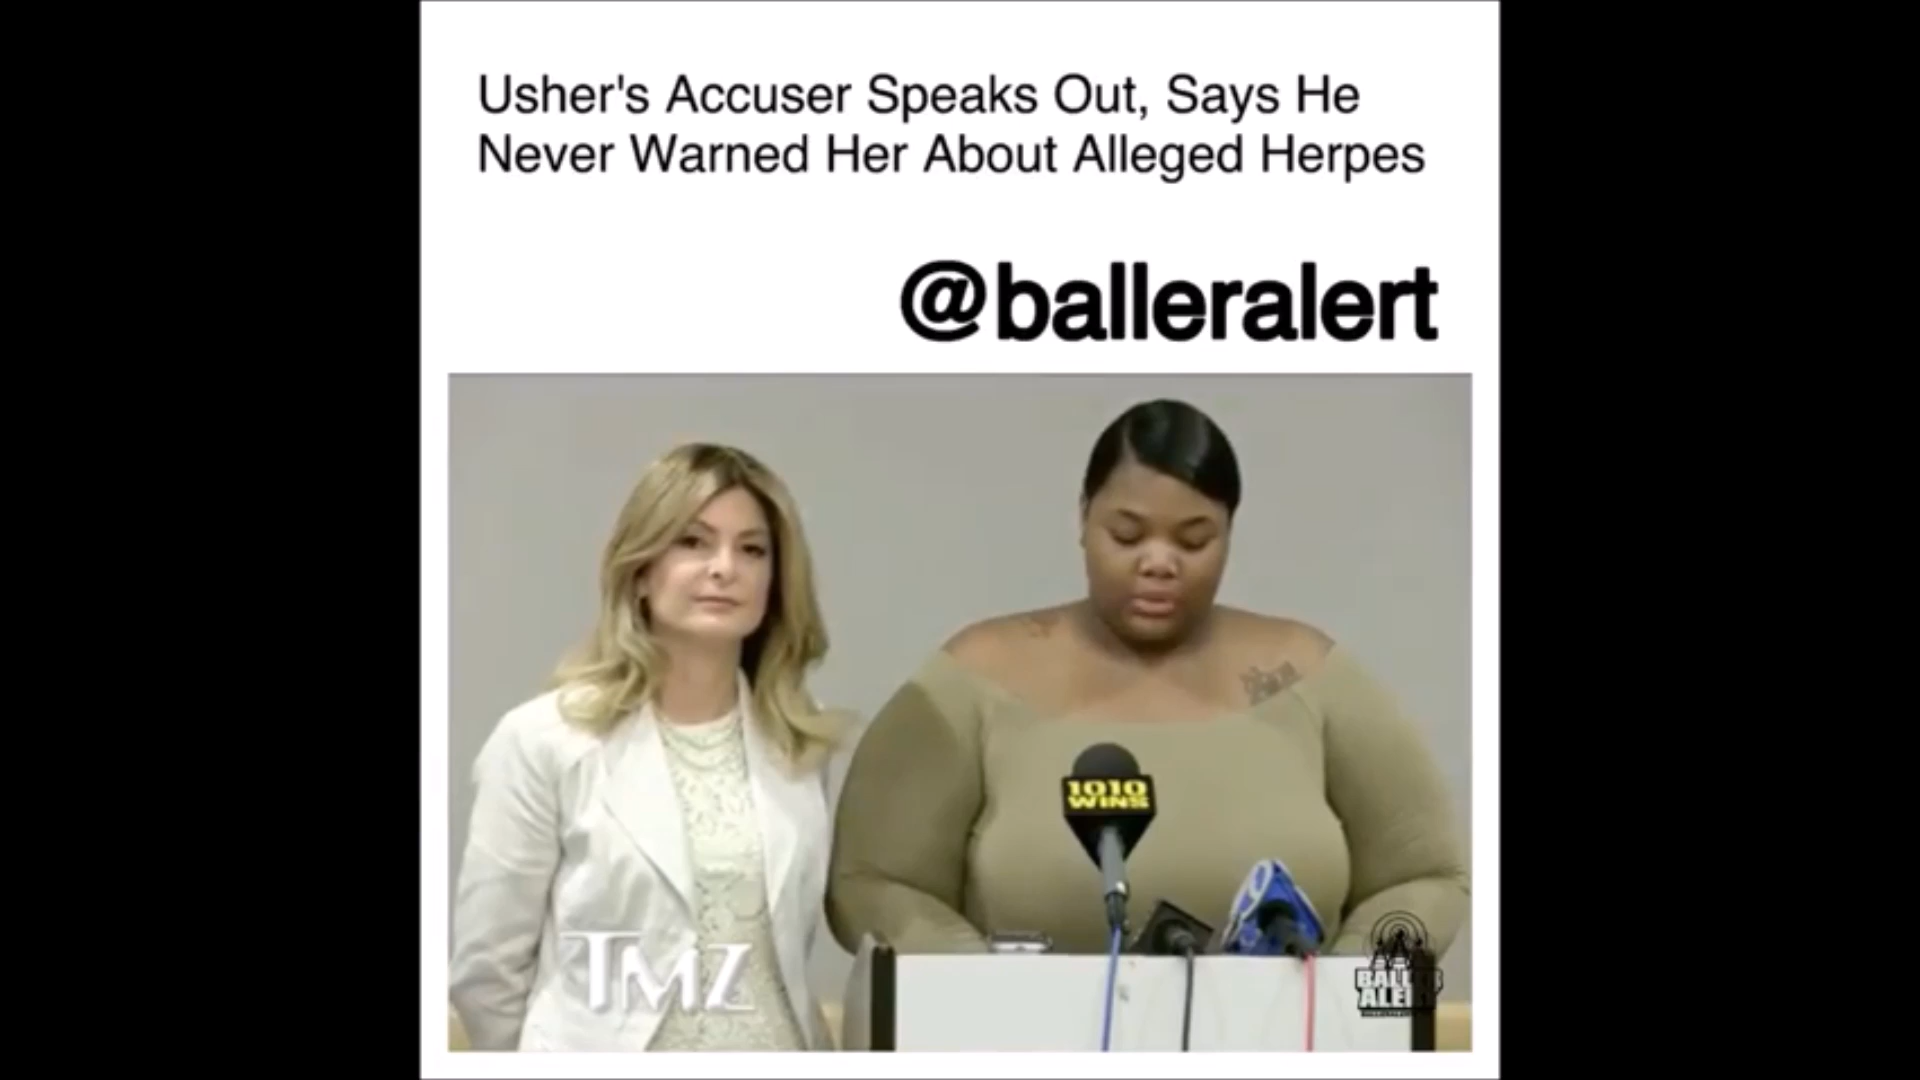 Usher's Accuser Speaks Out, Says He
Never Warned Her About Alleged Herpes
@balleralert
1010
WINS
TMZ